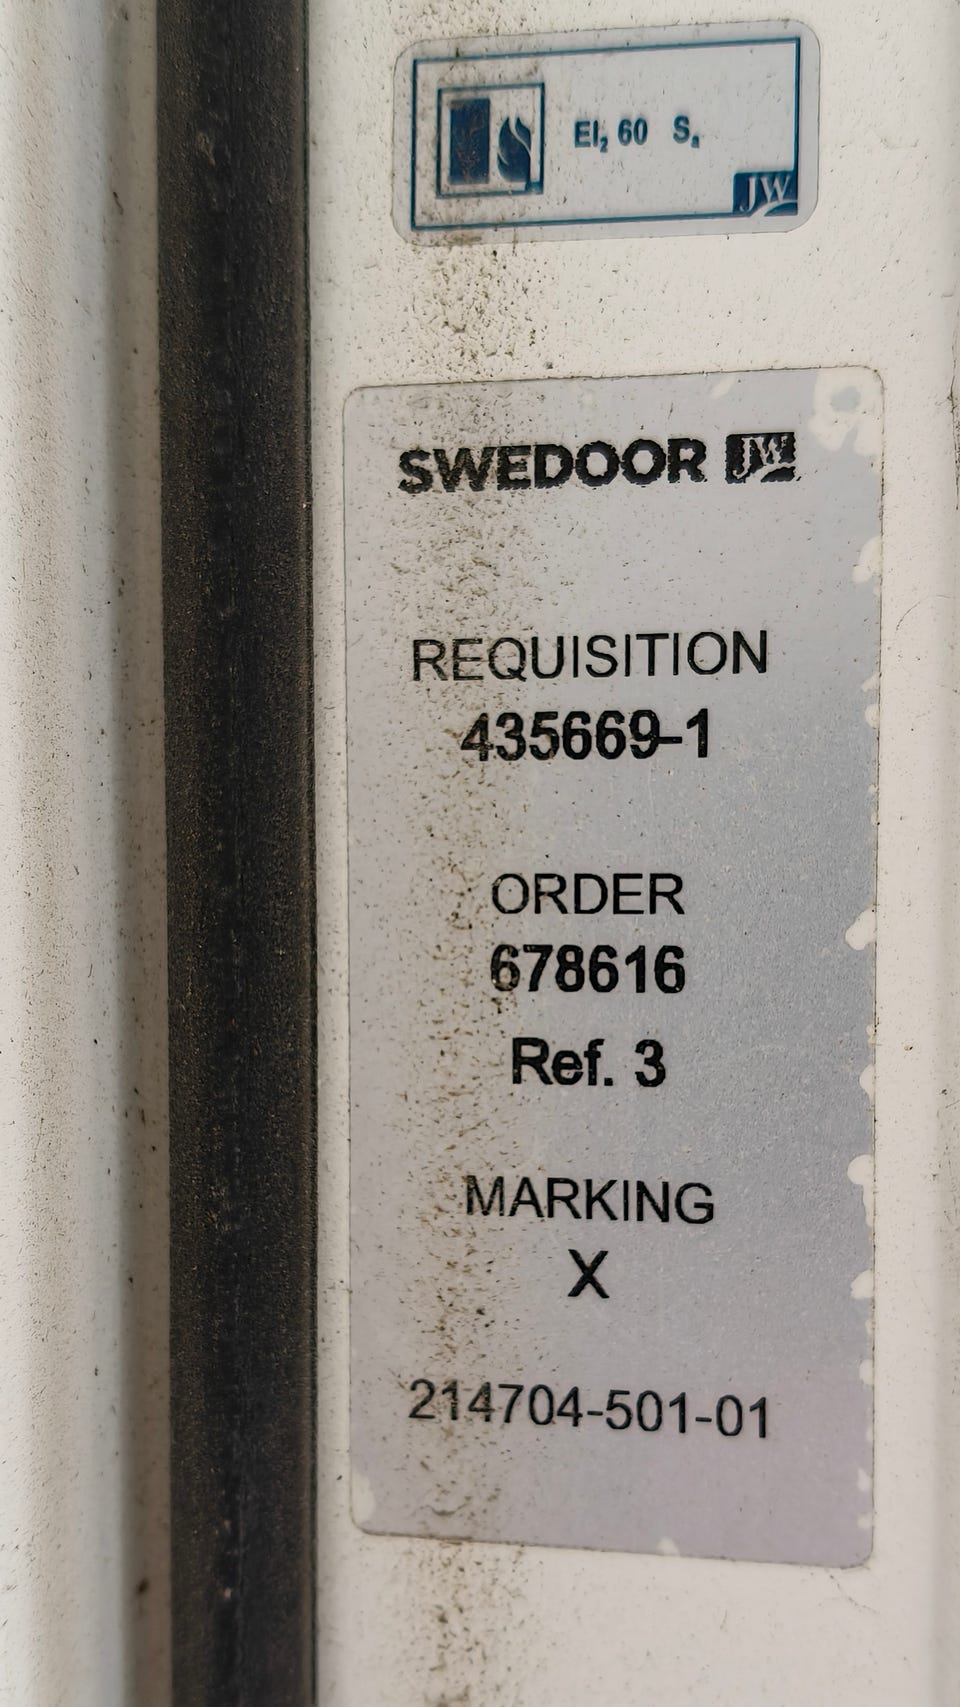 EI₂ 60 Sₐ
JW
SWEDOOR JW
REQUISITION
435669-1
ORDER
678616
Ref. 3
MARKING
X
214704-501-01